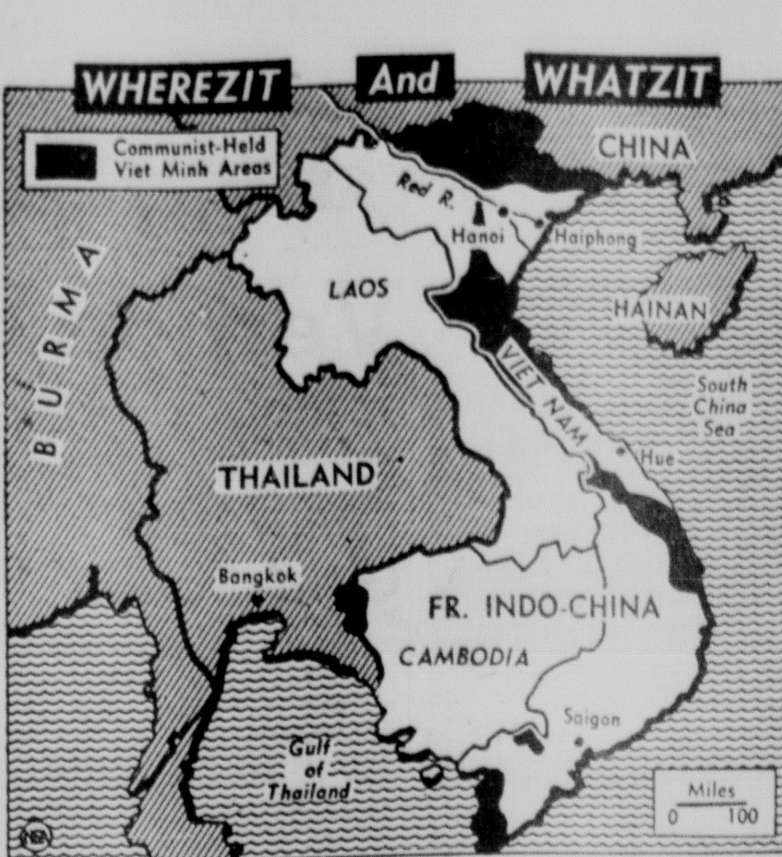 WHEREZIT And WHATZIT
Communist-Held
Viet Minh Areas
CHINA
Red R.
Hanoi
Haiphong
BURMA
LAOS
HAINAN
VIET NAM
South
China
Sea
Hue
THAILAND
Bangkok
FR. INDO-CHINA
CAMBODIA
Saigon
Gulf
of
Thailand
Miles
0 100
NEA